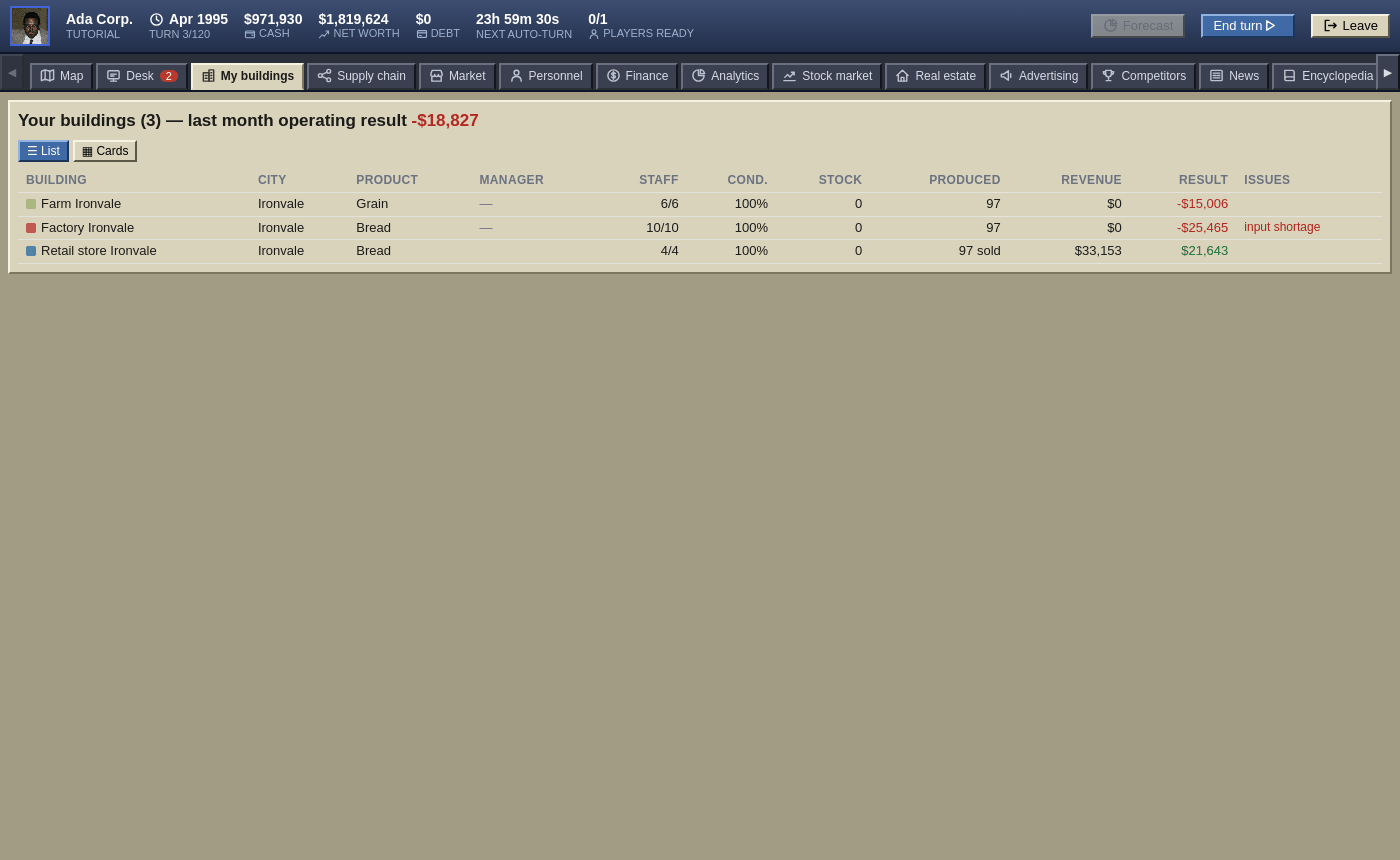 Ada Corp.
TUTORIAL
Apr 1995
TURN 3/120
$971,930
CASH
$1,819,624
NET WORTH
$0
DEBT
23h 59m 30s
NEXT AUTO-TURN
0/1
PLAYERS READY
Forecast
End turn
Leave
Map
Desk 2
My buildings
Supply chain
Market
Personnel
Finance
Analytics
Stock market
Real estate
Advertising
Competitors
News
Encyclopedia
Your buildings (3) — last month operating result -$18,827
List
Cards
BUILDING CITY PRODUCT MANAGER STAFF COND. STOCK PRODUCED REVENUE RESULT ISSUES
Farm Ironvale Ironvale Grain — 6/6 100% 0 97 $0 -$15,006
Factory Ironvale Ironvale Bread — 10/10 100% 0 97 $0 -$25,465 input shortage
Retail store Ironvale Ironvale Bread 4/4 100% 0 97 sold $33,153 $21,643